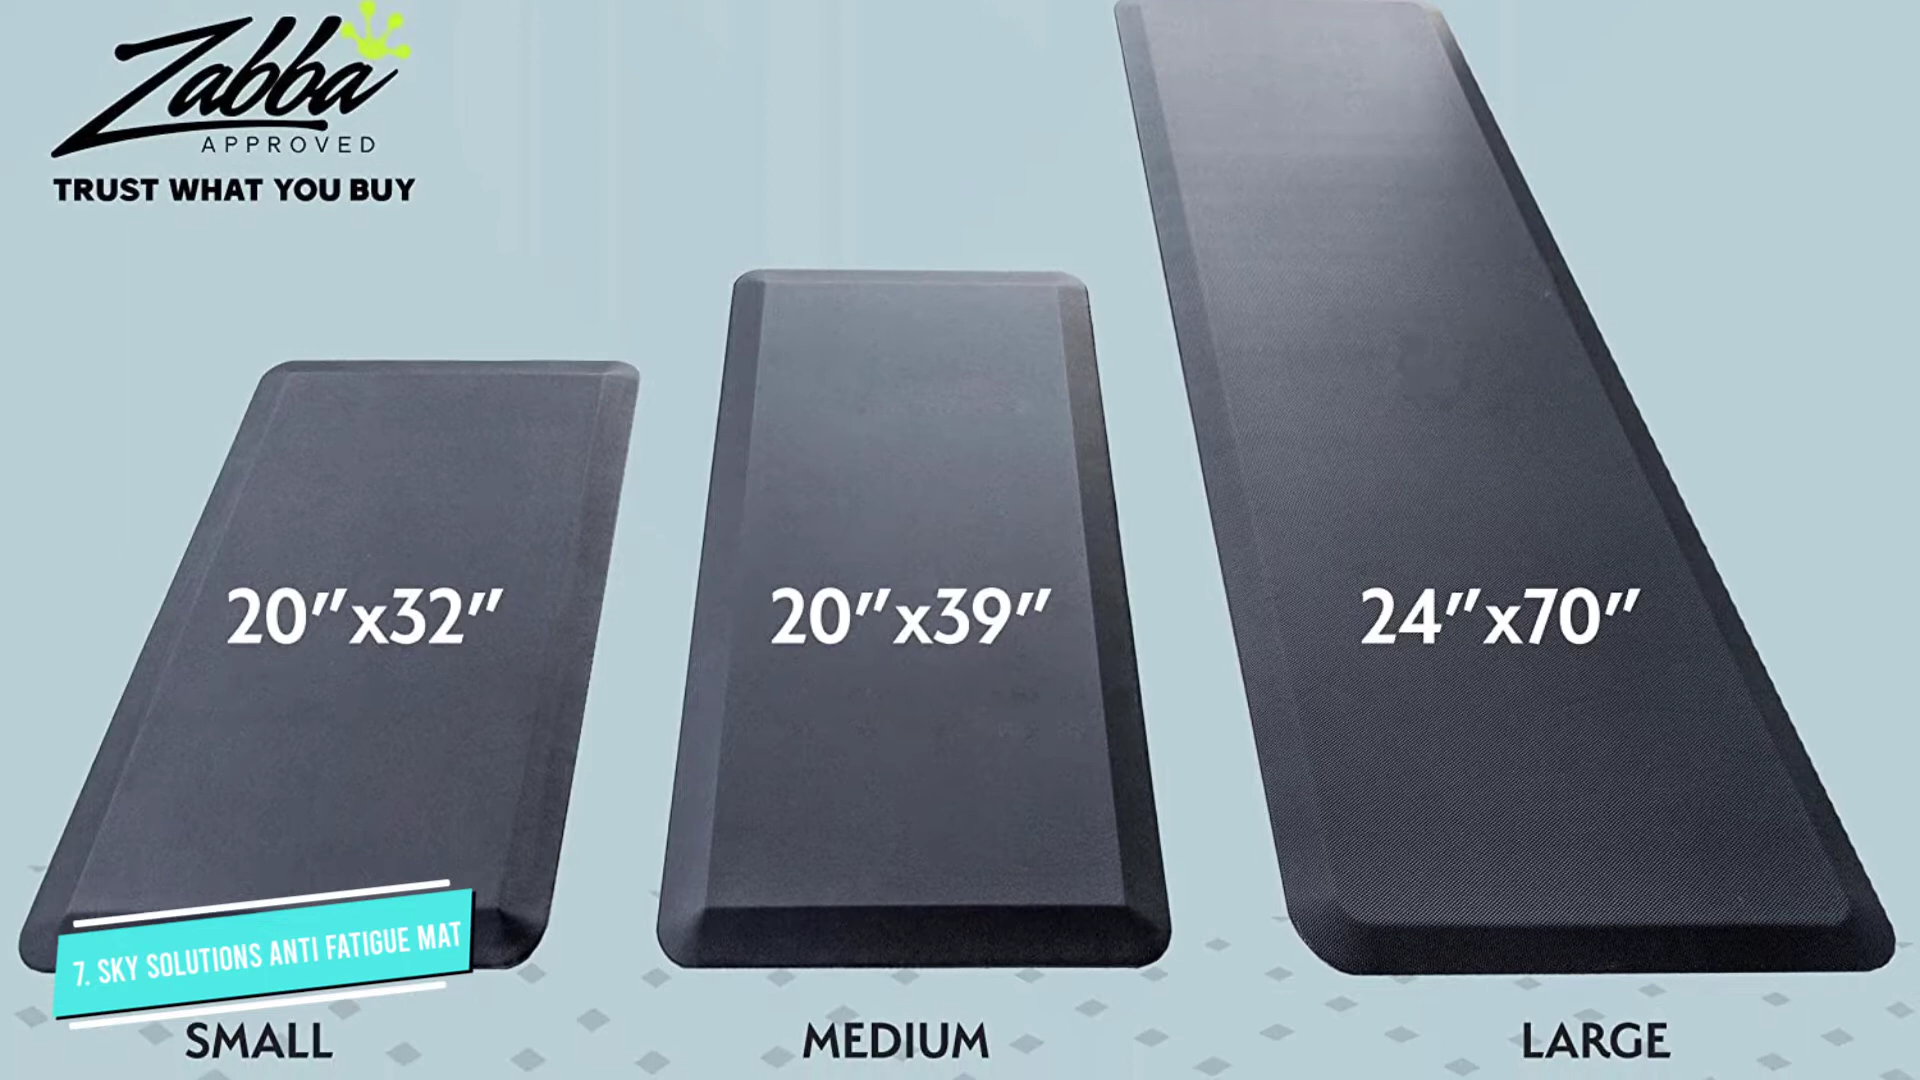 Zabba
APPROVED
TRUST WHAT YOU BUY
20"x32"
20"x39"
24"x70"
7. SKY SOLUTIONS ANTI FATIGUE MAT
SMALL
MEDIUM
LARGE